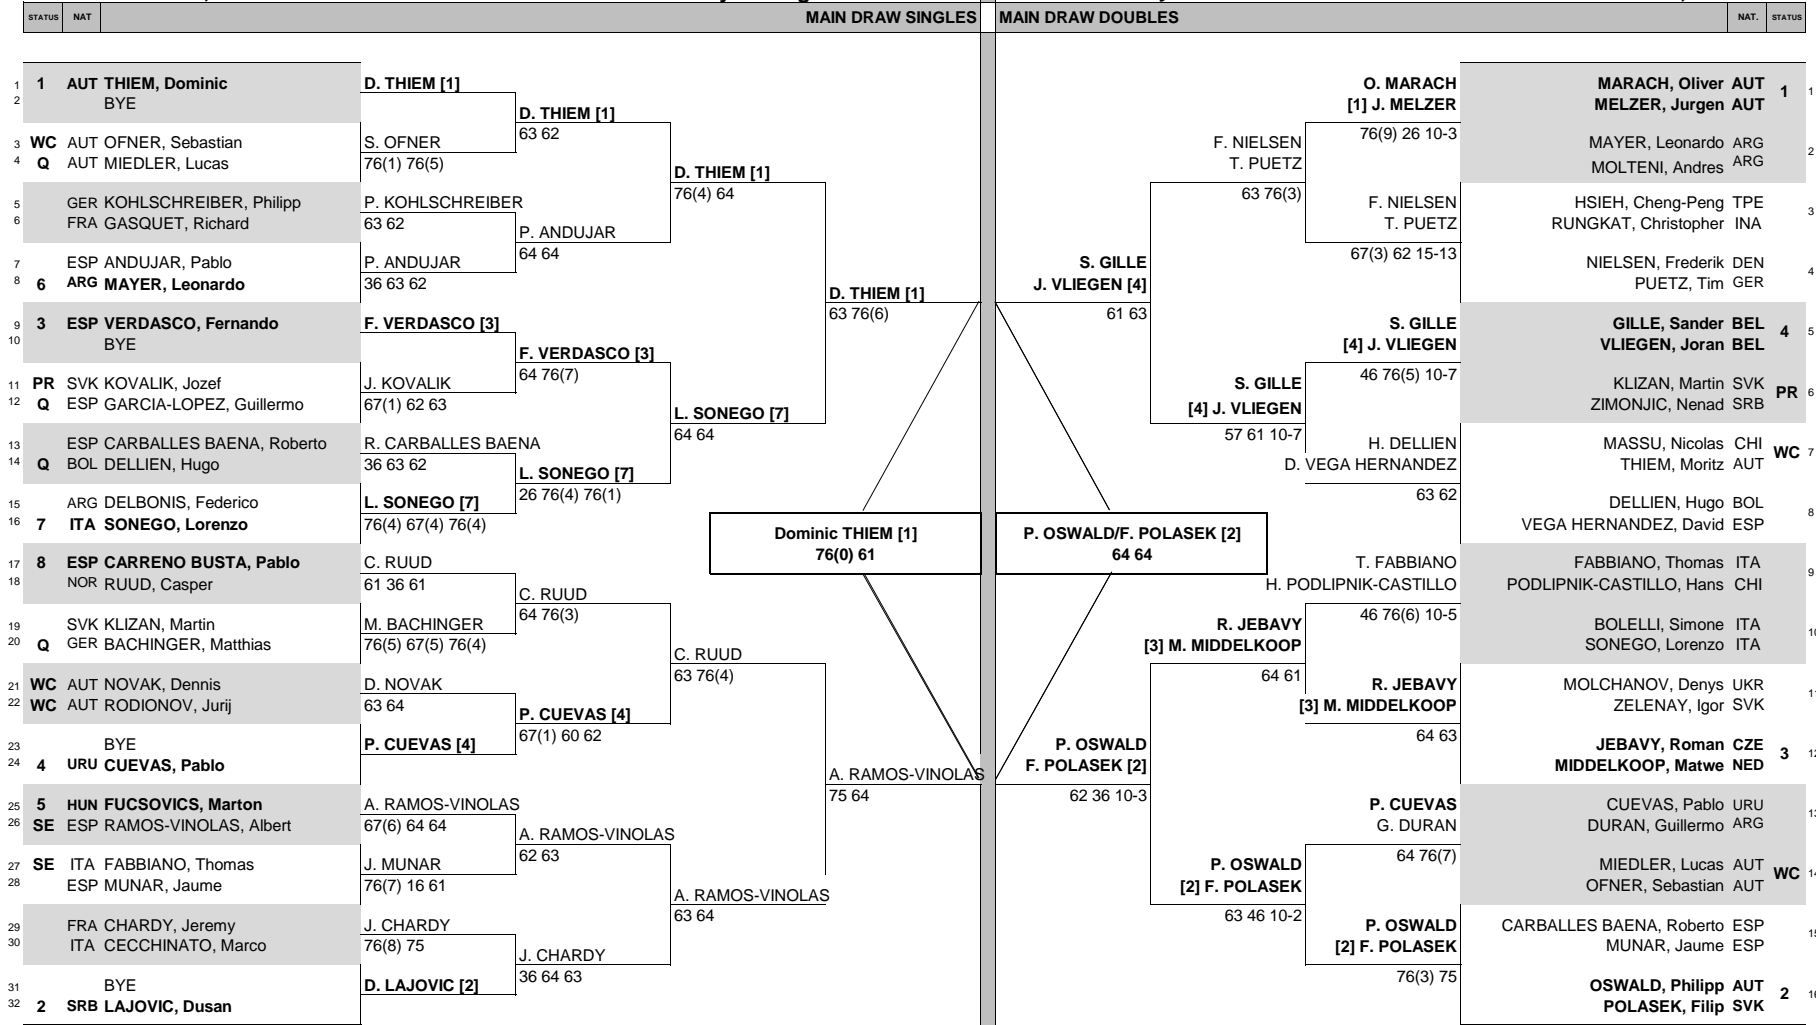 STATUS NAT MAIN DRAW SINGLES
1 1 AUT THIEM, Dominic
2 BYE
3 WC AUT OFNER, Sebastian
4 Q AUT MIEDLER, Lucas
5 GER KOHLSCHREIBER, Philipp
6 FRA GASQUET, Richard
7 ESP ANDUJAR, Pablo
8 6 ARG MAYER, Leonardo
9 3 ESP VERDASCO, Fernando
10 BYE
11 PR SVK KOVALIK, Jozef
12 Q ESP GARCIA-LOPEZ, Guillermo
13 ESP CARBALLES BAENA, Roberto
14 Q BOL DELLIEN, Hugo
15 ARG DELBONIS, Federico
16 7 ITA SONEGO, Lorenzo
17 8 ESP CARRENO BUSTA, Pablo
18 NOR RUUD, Casper
19 SVK KLIZAN, Martin
20 Q GER BACHINGER, Matthias
21 WC AUT NOVAK, Dennis
22 WC AUT RODIONOV, Jurij
23 BYE
24 4 URU CUEVAS, Pablo
25 5 HUN FUCSOVICS, Marton
26 SE ESP RAMOS-VINOLAS, Albert
27 SE ITA FABBIANO, Thomas
28 ESP MUNAR, Jaume
29 FRA CHARDY, Jeremy
30 ITA CECCHINATO, Marco
31 BYE
32 2 SRB LAJOVIC, Dusan
D. THIEM [1]
S. OFNER
76(1) 76(5)
P. KOHLSCHREIBER
63 62
P. ANDUJAR
36 63 62
F. VERDASCO [3]
J. KOVALIK
67(1) 62 63
R. CARBALLES BAENA
36 63 62
L. SONEGO [7]
76(4) 67(4) 76(4)
C. RUUD
61 36 61
M. BACHINGER
76(5) 67(5) 76(4)
D. NOVAK
63 64
P. CUEVAS [4]
A. RAMOS-VINOLAS
67(6) 64 64
J. MUNAR
76(7) 16 61
J. CHARDY
76(8) 75
D. LAJOVIC [2]
D. THIEM [1]
63 62
P. ANDUJAR
64 64
F. VERDASCO [3]
64 76(7)
L. SONEGO [7]
26 76(4) 76(1)
C. RUUD
64 76(3)
P. CUEVAS [4]
67(1) 60 62
A. RAMOS-VINOLAS
62 63
J. CHARDY
36 64 63
D. THIEM [1]
76(4) 64
L. SONEGO [7]
64 64
C. RUUD
63 76(4)
A. RAMOS-VINOLAS
63 64
D. THIEM [1]
63 76(6)
A. RAMOS-VINOLAS
75 64
Dominic THIEM [1]
76(0) 61
MAIN DRAW DOUBLES NAT. STATUS
MARACH, Oliver AUT 1 1
MELZER, Jurgen AUT
MAYER, Leonardo ARG 2
MOLTENI, Andres ARG
HSIEH, Cheng-Peng TPE 3
RUNGKAT, Christopher INA
NIELSEN, Frederik DEN 4
PUETZ, Tim GER
GILLE, Sander BEL 4 5
VLIEGEN, Joran BEL
KLIZAN, Martin SVK PR 6
ZIMONJIC, Nenad SRB
MASSU, Nicolas CHI WC 7
THIEM, Moritz AUT
DELLIEN, Hugo BOL 8
VEGA HERNANDEZ, David ESP
FABBIANO, Thomas ITA 9
PODLIPNIK-CASTILLO, Hans CHI
BOLELLI, Simone ITA
SONEGO, Lorenzo ITA
MOLCHANOV, Denys UKR
ZELENAY, Igor SVK
JEBAVY, Roman CZE 3
MIDDELKOOP, Matwe NED
CUEVAS, Pablo URU
DURAN, Guillermo ARG
MIEDLER, Lucas AUT WC
OFNER, Sebastian AUT
CARBALLES BAENA, Roberto ESP
MUNAR, Jaume ESP
OSWALD, Philipp AUT 2
POLASEK, Filip SVK
O. MARACH
[1] J. MELZER
76(9) 26 10-3
F. NIELSEN
T. PUETZ
67(3) 62 15-13
S. GILLE
[4] J. VLIEGEN
46 76(5) 10-7
H. DELLIEN
D. VEGA HERNANDEZ
63 62
T. FABBIANO
H. PODLIPNIK-CASTILLO
46 76(6) 10-5
R. JEBAVY
[3] M. MIDDELKOOP
64 63
P. CUEVAS
G. DURAN
64 76(7)
P. OSWALD
[2] F. POLASEK
76(3) 75
F. NIELSEN
T. PUETZ
63 76(3)
S. GILLE
[4] J. VLIEGEN
57 61 10-7
R. JEBAVY
[3] M. MIDDELKOOP
64 61
P. OSWALD
[2] F. POLASEK
63 46 10-2
S. GILLE
J. VLIEGEN [4]
61 63
P. OSWALD
F. POLASEK [2]
62 36 10-3
P. OSWALD/F. POLASEK [2]
64 64